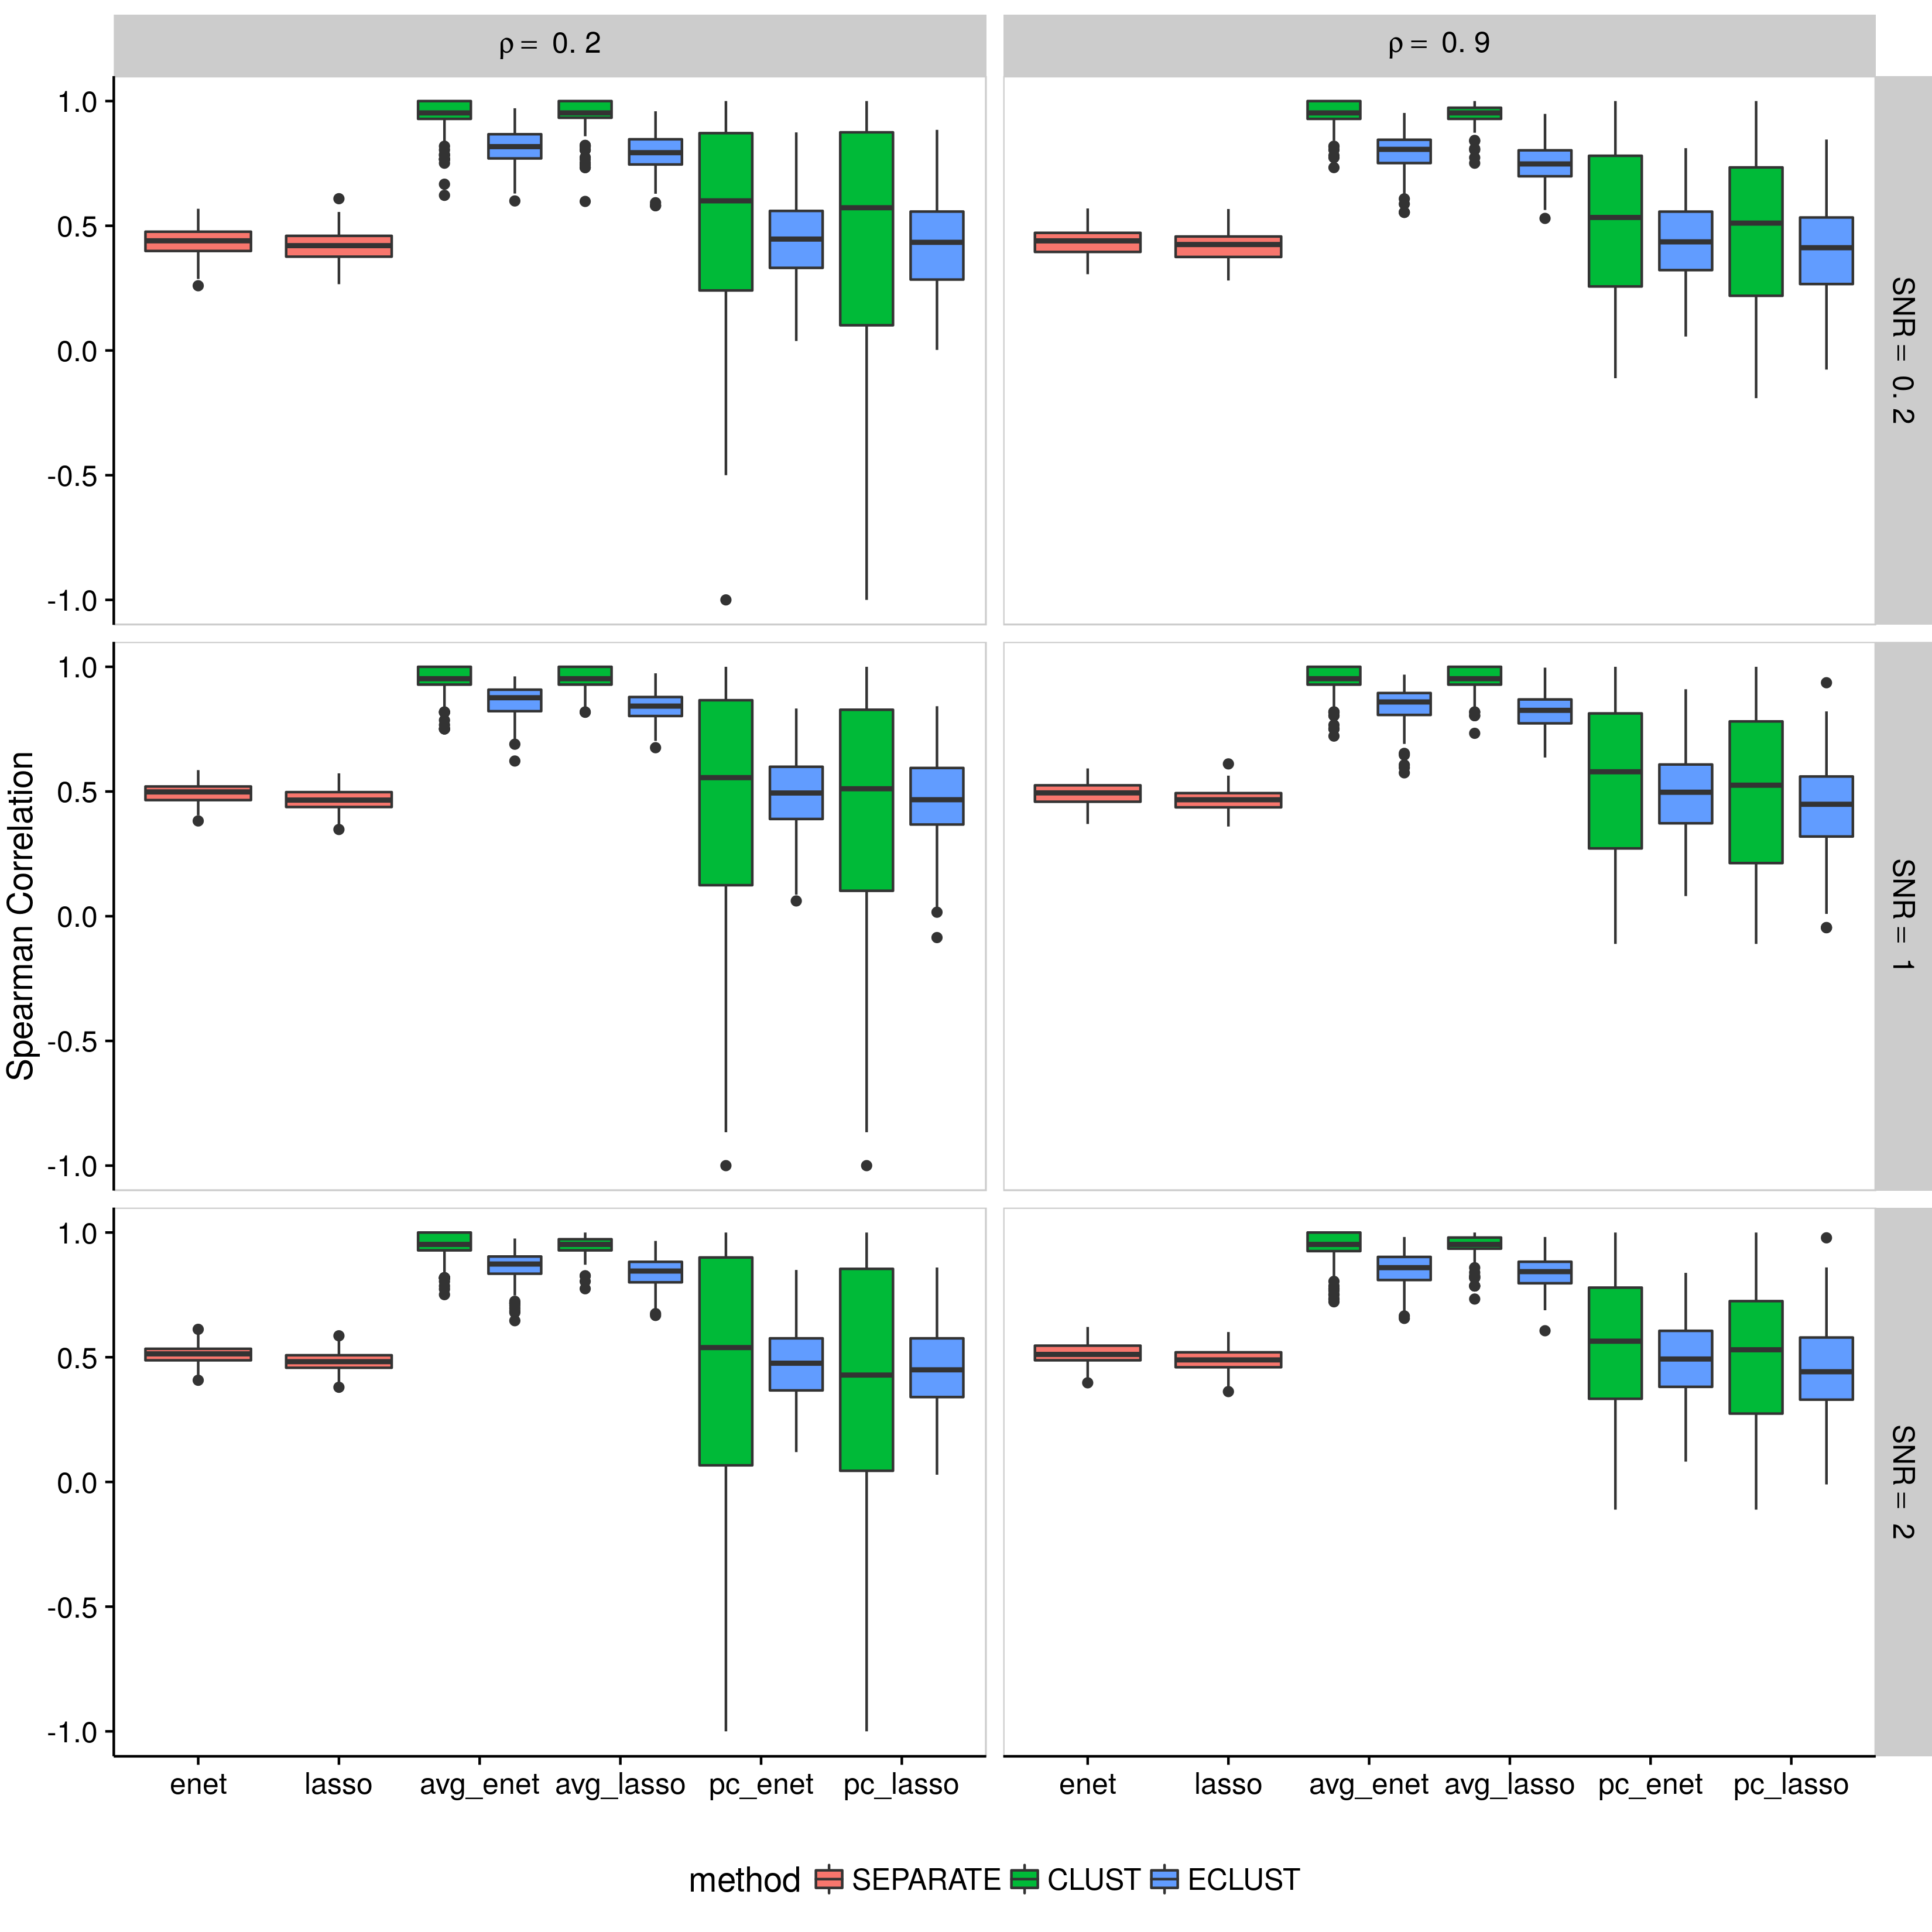 ρ = 0.2
ρ = 0.9
1.0
0.5
0.0
-0.5
-1.0
SNR = 0.2
1.0
0.5
0.0
-0.5
-1.0
SNR = 1
Spearman Correlation
1.0
0.5
0.0
-0.5
-1.0
SNR = 2
enet lasso avg_enet avg_lasso pc_enet pc_lasso
enet lasso avg_enet avg_lasso pc_enet pc_lasso
method SEPARATE CLUST ECLUST